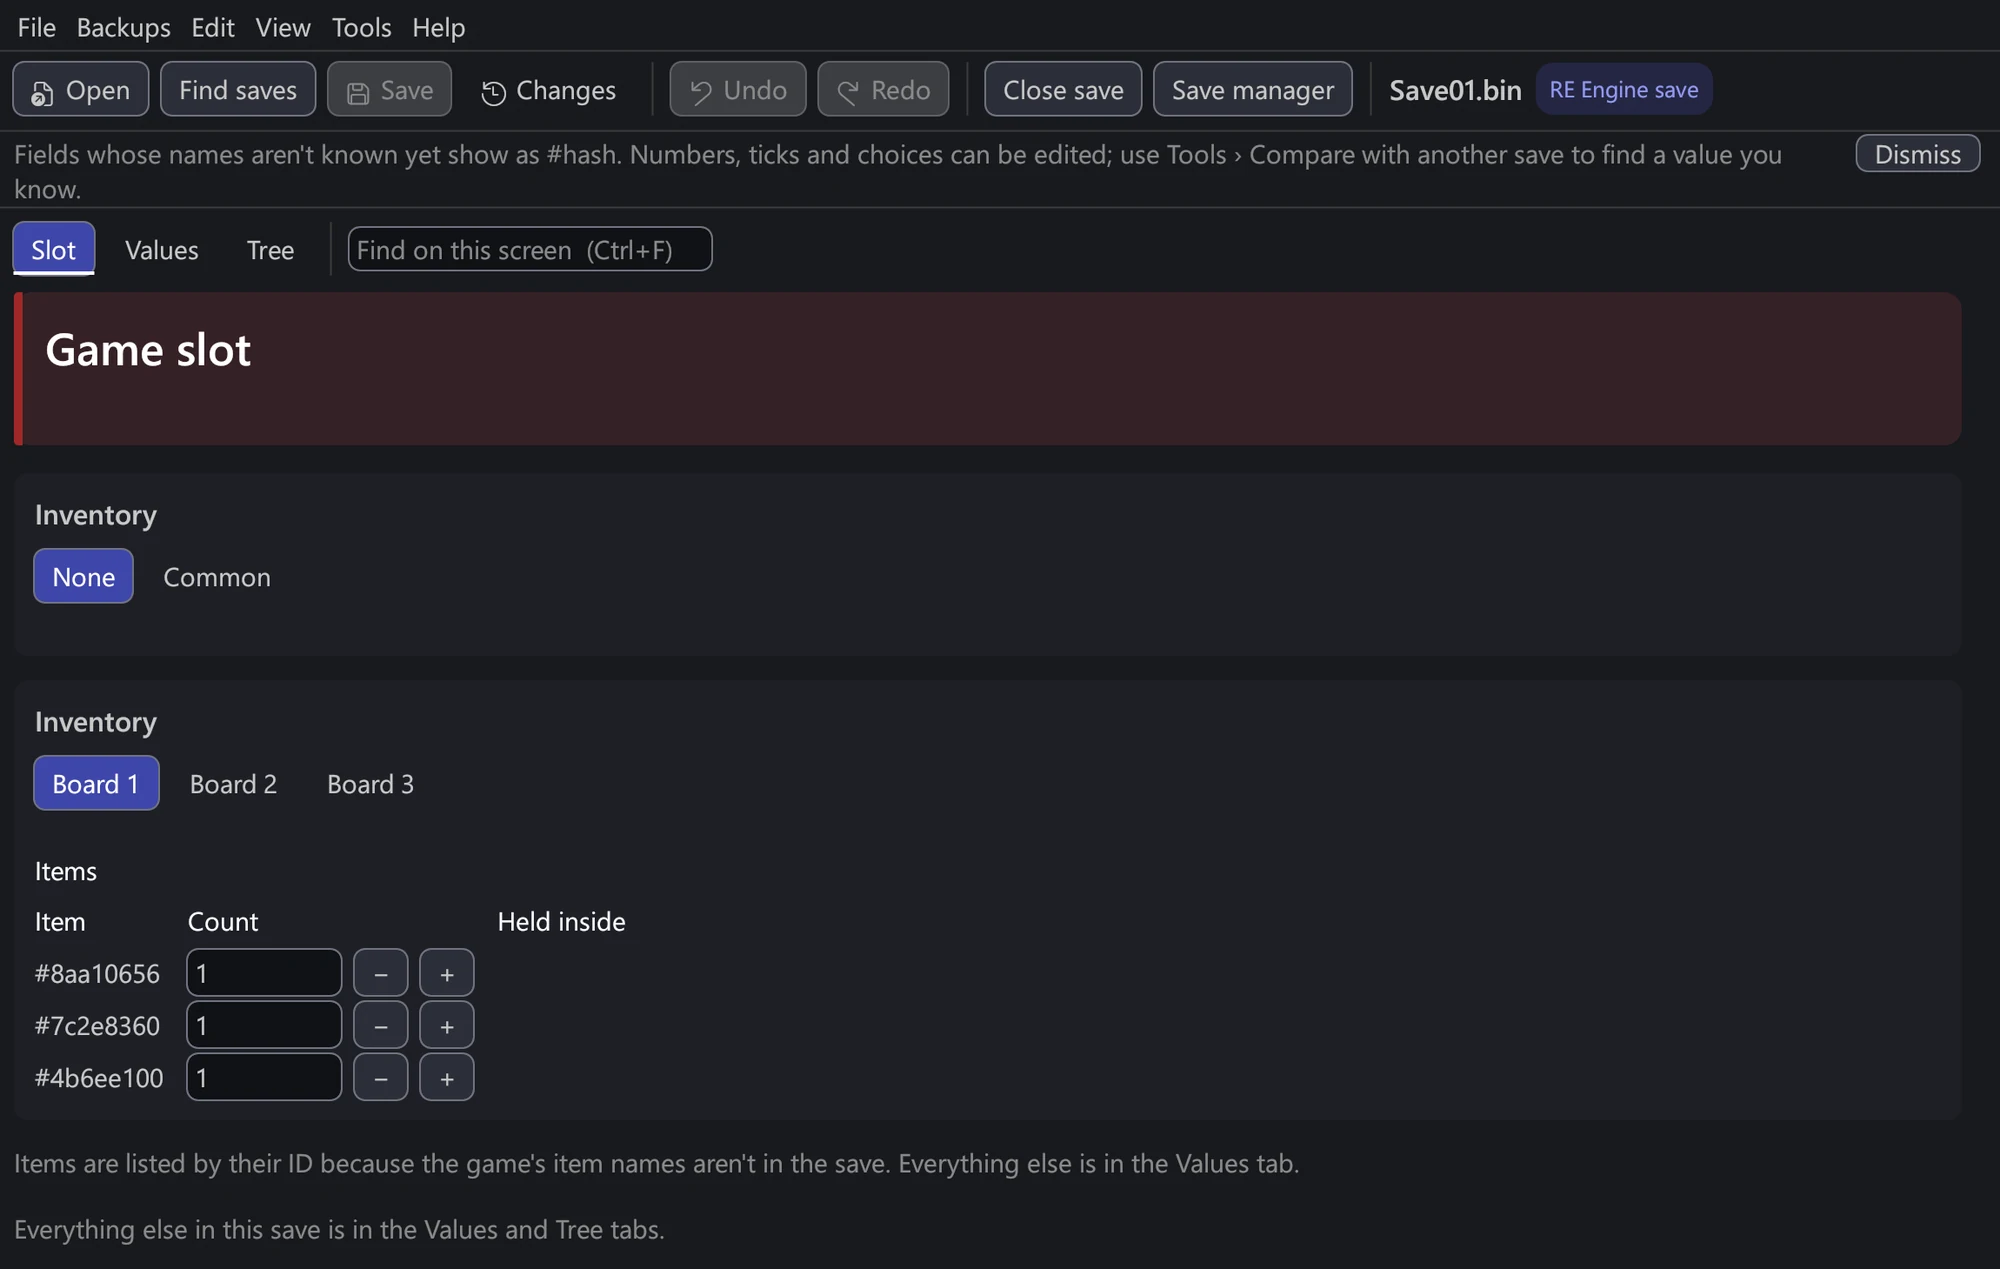 File Backups Edit View Tools Help
Open Find saves Save Changes Undo Redo Close save Save manager Save01.bin RE Engine save
Fields whose names aren't known yet show as #hash. Numbers, ticks and choices can be edited; use Tools › Compare with another save to find a value you
know.
Dismiss
Slot Values Tree Find on this screen (Ctrl+F)
Game slot
Inventory
None Common
Inventory
Board 1 Board 2 Board 3
Items
Item Count Held inside
#8aa10656 1 − +
#7c2e8360 1 − +
#4b6ee100 1 − +
Items are listed by their ID because the game's item names aren't in the save. Everything else is in the Values tab.
Everything else in this save is in the Values and Tree tabs.